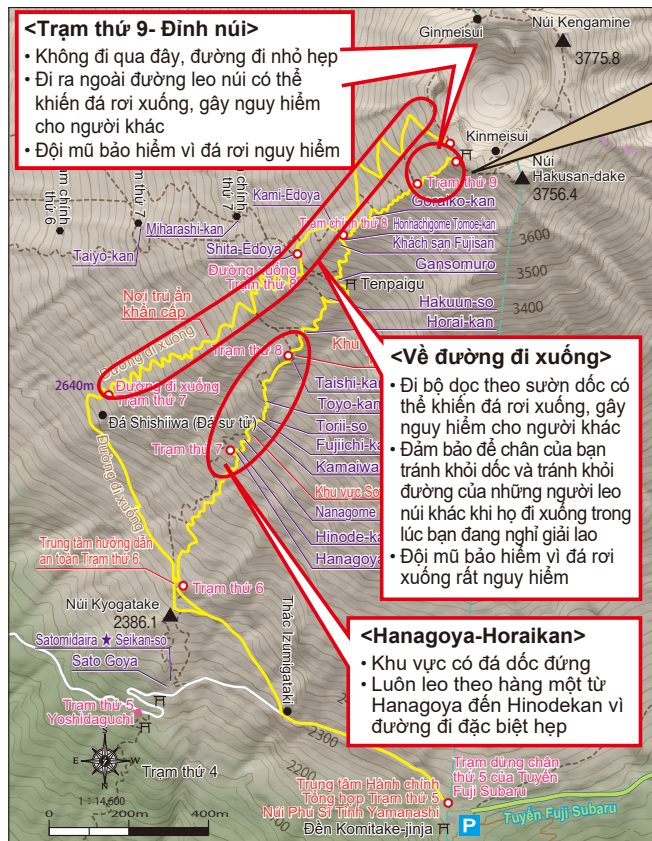 <Trạm thứ 9- Đỉnh núi>
• Không đi qua đây, đường đi nhỏ hẹp
• Đi ra ngoài đường leo núi có thể
khiến đá rơi xuống, gây nguy hiểm
cho người khác
• Đội mũ bảo hiểm vì đá rơi nguy hiểm
Ginmeisui
Núi Kengamine
3775.8
Kinmeisui
Núi
Hakusan-dake
3756.4
Trạm thứ 9
Goraiko-kan
Kami-Edoya
Miharashi-kan
Taiyo-kan
Trạm chính thứ 8
Honnachigome Tomoe-kan
Khách sạn Fujisan
Gansomuro
Shita-Edoya
Đường xuống
Trạm thứ 8
Tenpaigu
3600
3500
3400
Hakuun-so
Horai-kan
Nơi trú ẩn
khẩn cấp
Đường đi xuống
Trạm thứ 8
Khu
2640m
Đường đi xuống
Trạm thứ 7
Đá Shishiiwa (Đá sư tử)
Taishi-kan
Toyo-kan
Torii-so
Fujiichi-ka
Kamaiwa
Trạm thứ 7
Khu vực So
Nanagome
Hinode-k
Hanagoya
<Về đường đi xuống>
• Đi bộ dọc theo sườn dốc có
thể khiến đá rơi xuống, gây
nguy hiểm cho người khác
• Đảm bảo để chân của bạn
tránh khỏi dốc và tránh khỏi
đường của những người leo
núi khác khi họ đi xuống trong
lúc bạn đang nghỉ giải lao
• Đội mũ bảo hiểm vì đá rơi
xuống rất nguy hiểm
Đường đi xuống
Trung tâm hướng dẫn
an toàn Trạm thứ 6
Trạm thứ 6
Núi Kyogatake
2386.1
Satomidaira ★ Seikan-so
Sato Goya
Thác Izumigataki
<Hanagoya-Horaikan>
• Khu vực có đá dốc đứng
• Luôn leo theo hàng một từ
Hanagoya đến Hinodekan vì
đường đi đặc biệt hẹp
Trạm thứ 5
Yoshidaguchi
2300
2200
Trạm thứ 4
N
E
W
S
1 : 14,600
0 200m 400m
Trạm dừng chân
thứ 5 của Tuyến
Fuji Subaru
Trung tâm Hành chính
Tổng hợp Trạm thứ 5
Núi Phú Sĩ Tỉnh Yamanashi
Đền Komitake-jinja
P
Tuyến Fuji Subaru